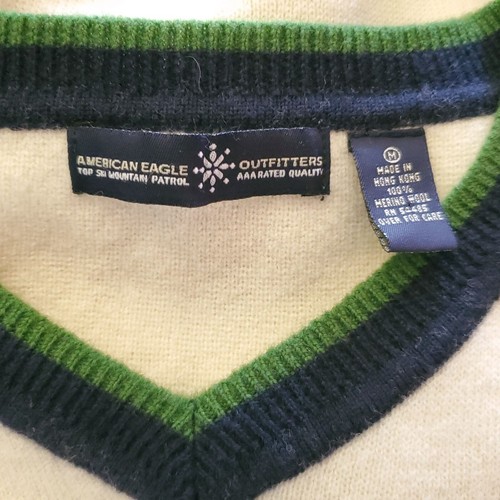 AMERICAN EAGLE OUTFITTERS
TOP SKI MOUNTAIN PATROL AAA RATED QUALITY
M
MADE IN
HONG KONG
100%
MERINO WOOL
RN 54485
OVER FOR CARE